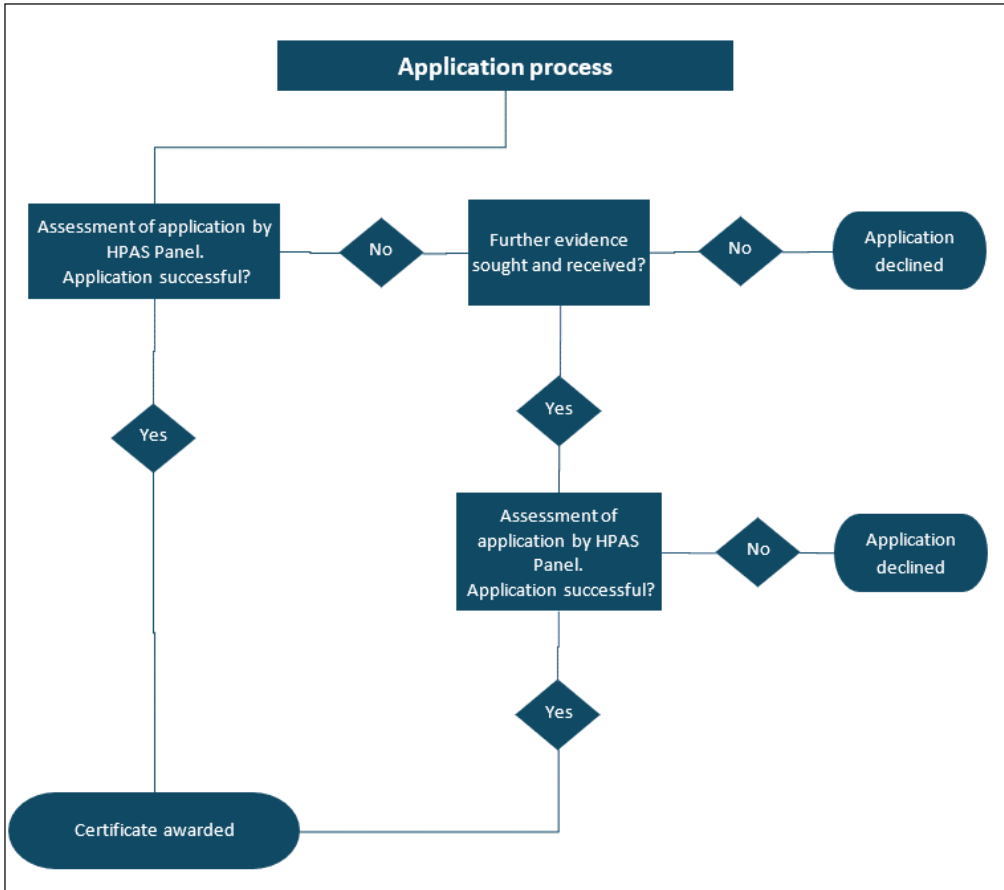 Application process
Assessment of application by
HPAS Panel.
Application successful?
No
Further evidence
sought and received?
No
Application
declined
Yes
Yes
Assessment of
application by HPAS
Panel.
Application successful?
No
Application
declined
Yes
Certificate awarded